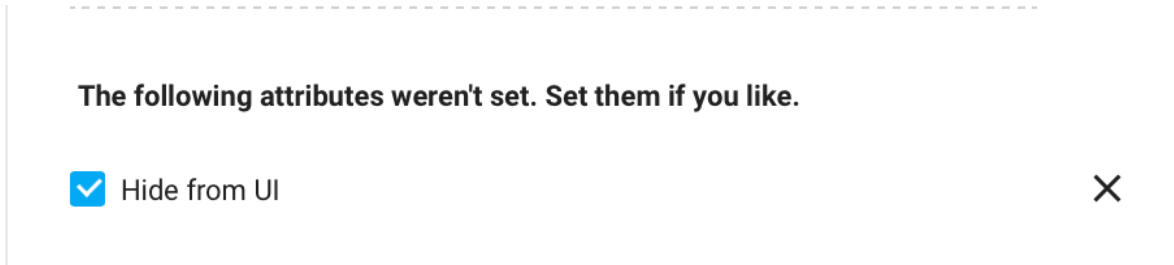 The following attributes weren't set. Set them if you like.
Hide from UI